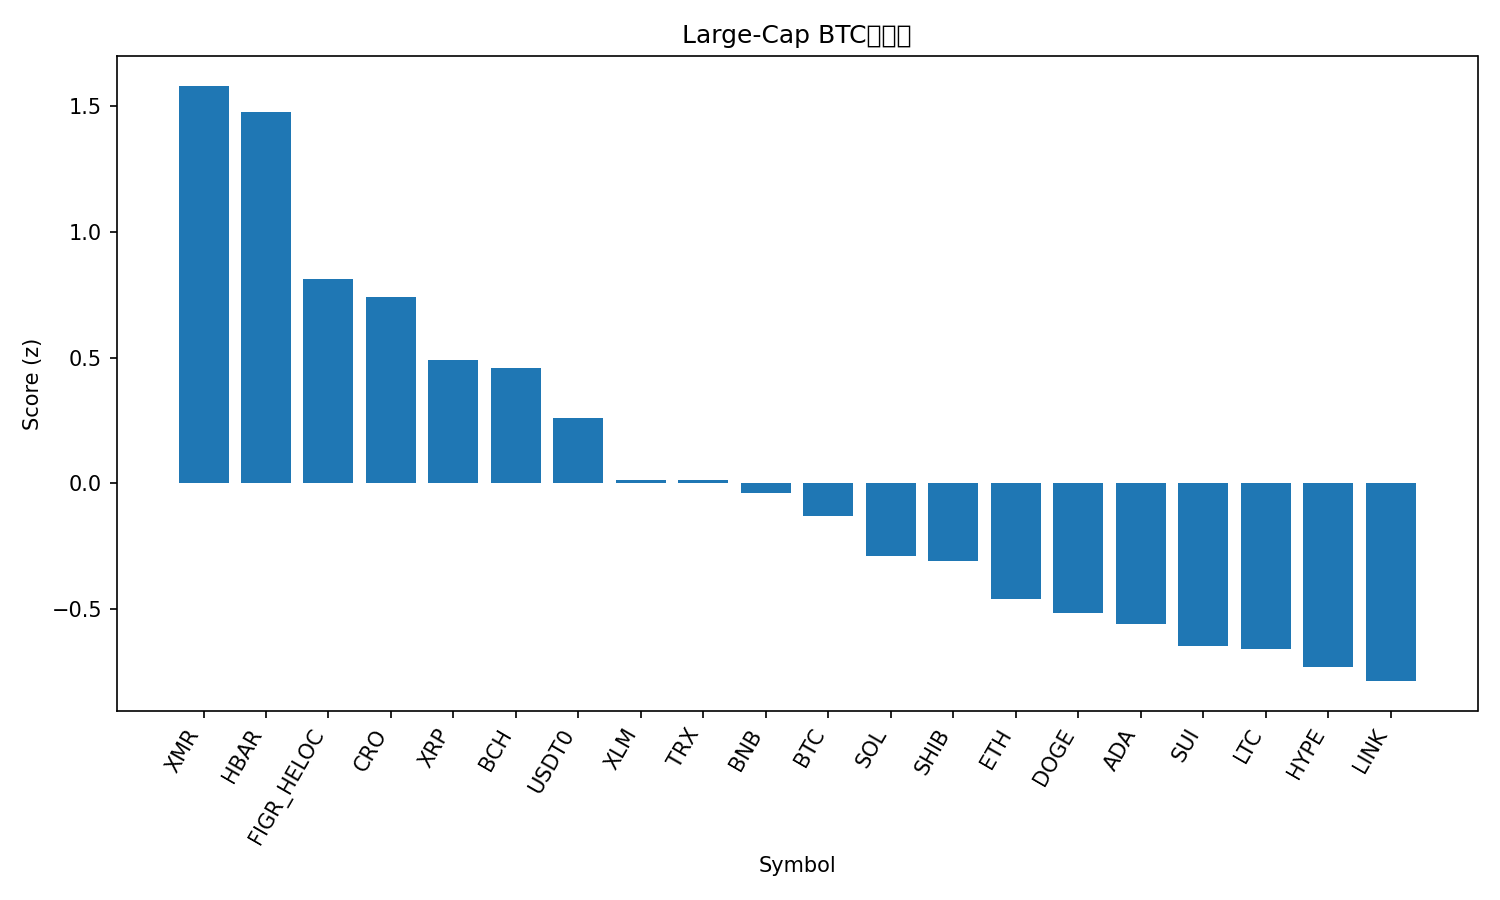 Large-Cap BTC
Score (z)
1.5
1.0
0.5
0.0
−0.5
XMR
HBAR
FIGR_HELOC
CRO
XRP
BCH
USDT0
XLM
TRX
BNB
BTC
SOL
SHIB
ETH
DOGE
ADA
SUI
LTC
HYPE
LINK
Symbol